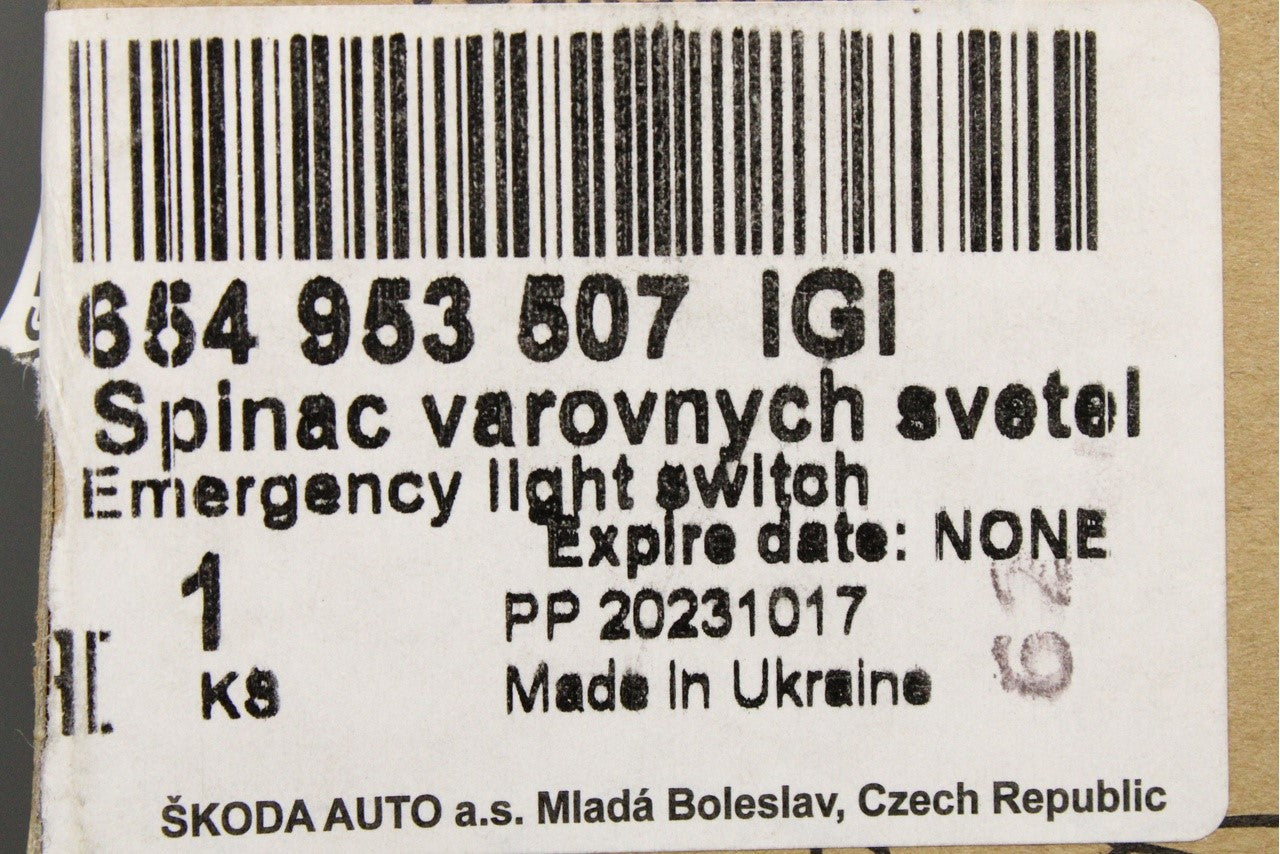 654 953 507 IGI
Spinac varovnych svetel
Emergency light switch
Expire date: NONE
1
PP 20231017
KS
Made in Ukraine
62
ŠKODA AUTO a.s. Mladá Boleslav, Czech Republic